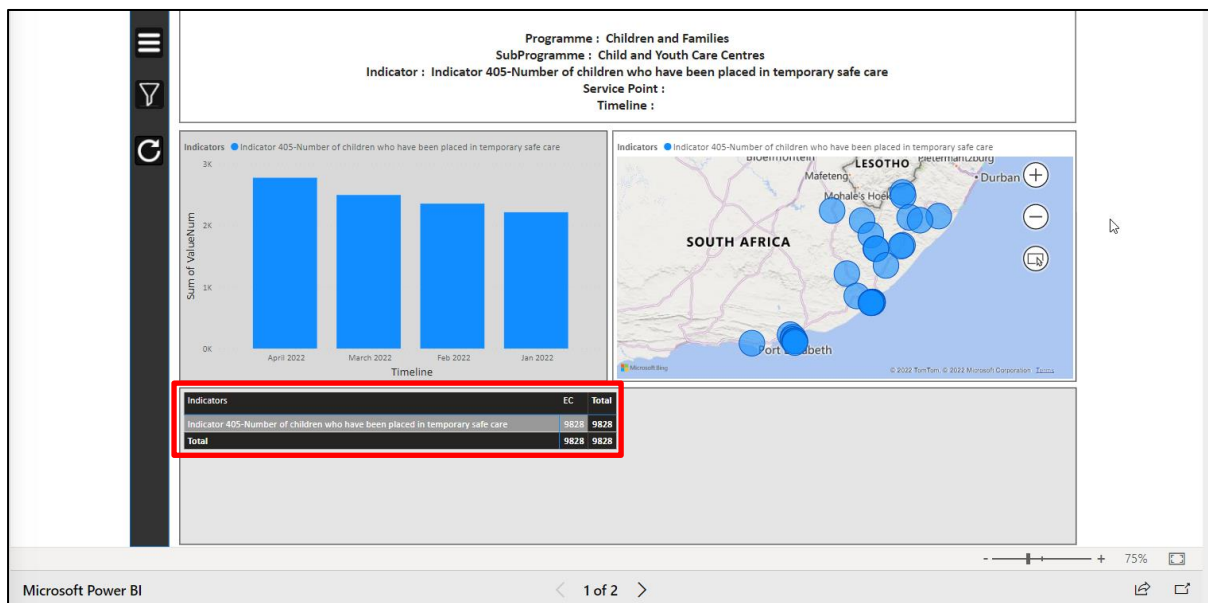 Programme : Children and Families
SubProgramme : Child and Youth Care Centres
Indicator : Indicator 405-Number of children who have been placed in temporary safe care
Service Point :
Timeline :
Indicators Indicator 405-Number of children who have been placed in temporary safe care
3K
2K
1K
0K
Sum of ValueNum
April 2022 March 2022 Feb 2022 Jan 2022
Timeline
Indicators Indicator 405-Number of children who have been placed in temporary safe care
LESOTHO
Mafeteng
Durban
Mohale's Hoek
SOUTH AFRICA
Microsoft Bing
© 2022 TomTom, © 2022 Microsoft Corporation Terms
Indicators EC Total
Indicator 405-Number of children who have been placed in temporary safe care 9828 9828
Total 9828 9828
- + 75%
Microsoft Power BI 1 of 2